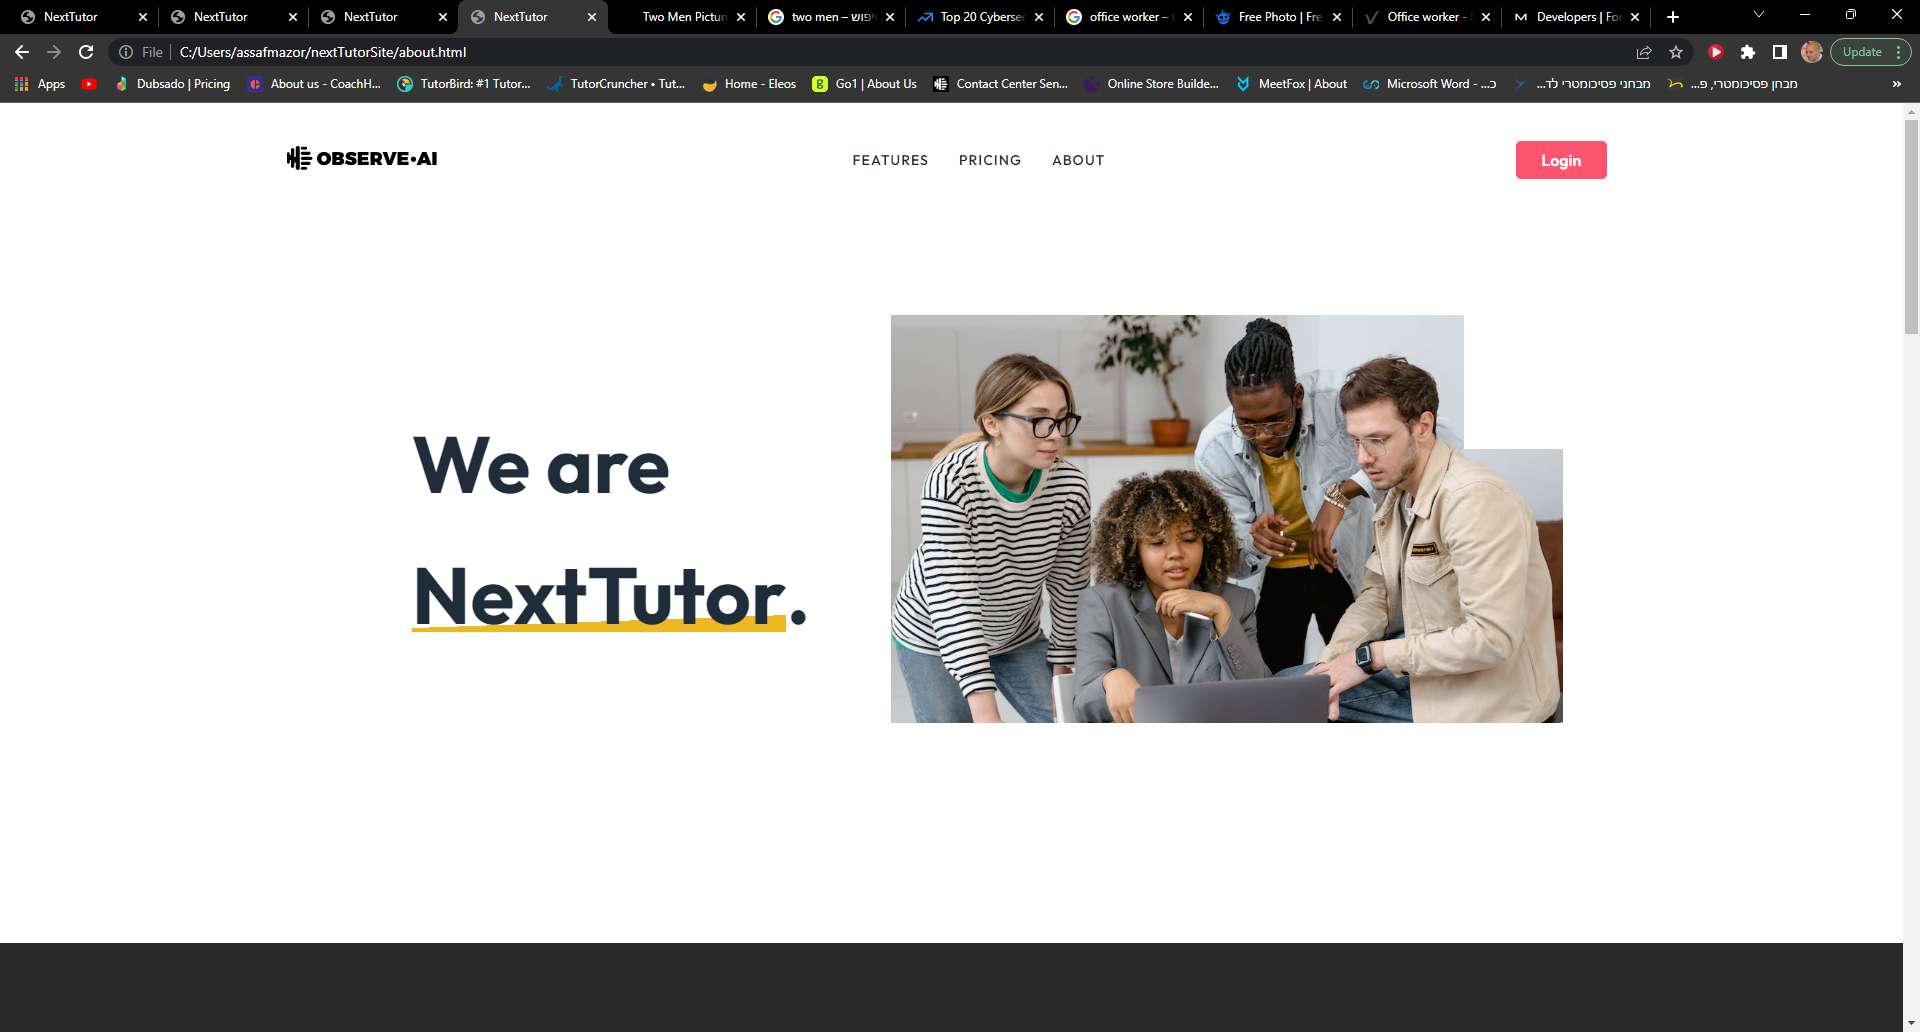 NextTutor
NextTutor
NextTutor
NextTutor
Two Men Pictur
two men – חיפוש
Top 20 Cyberse
office worker –
Free Photo | Fre
Office worker -
Developers | Fo
File
C:/Users/assafmazor/nextTutorSite/about.html
Update
Apps
Dubsado | Pricing
About us - CoachH...
TutorBird: #1 Tutor...
TutorCruncher • Tut...
Home - Eleos
Go1 | About Us
Contact Center Sen...
Online Store Builde...
MeetFox | About
Microsoft Word - ...כ
מבחני פסיכומטרי לד...
מבחן פסיכומטרי, פ...
OBSERVE•AI
FEATURES
PRICING
ABOUT
Login
We are
NextTutor.